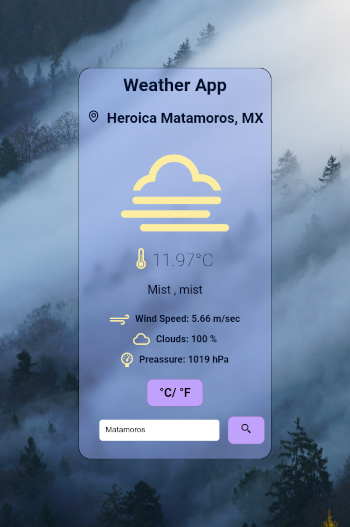 Weather App
Heroica Matamoros, MX
11.97°C
Mist , mist
Wind Speed: 5.66 m/sec
Clouds: 100 %
Preassure: 1019 hPa
°C/ °F
Matamoros